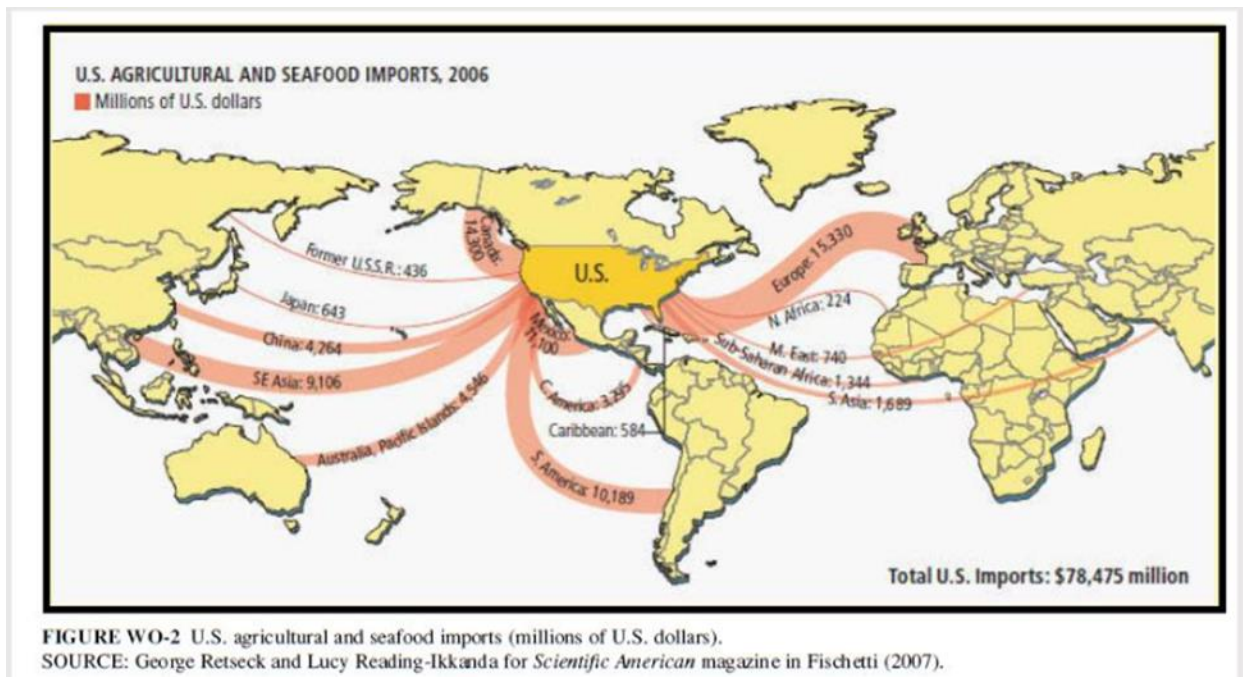 U.S. AGRICULTURAL AND SEAFOOD IMPORTS, 2006
Millions of U.S. dollars
Canada:
14,300
Former U.S.S.R.: 436
Japan: 643
China: 4,264
SE Asia: 9,106
Australia, Pacific Islands: 4,546
U.S.
Mexico:
11,100
C. America: 3,295
Caribbean: 584
S. America: 10,189
Europe: 15,330
N. Africa: 224
M. East: 740
Sub-Saharan Africa: 1,344
S. Asia: 1,689
Total U.S. Imports: $78,475 million
FIGURE WO-2 U.S. agricultural and seafood imports (millions of U.S. dollars).
SOURCE: George Retseck and Lucy Reading-Ikkanda for Scientific American magazine in Fischetti (2007).